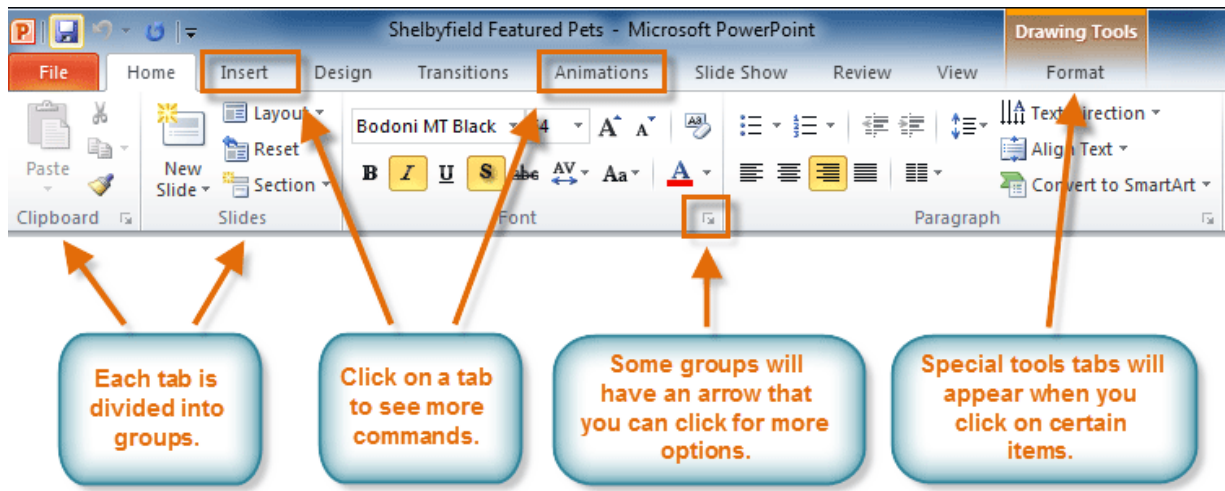 Shelbyfield Featured Pets - Microsoft PowerPoint
Drawing Tools
File Home Insert Design Transitions Animations Slide Show Review View Format
Paste
New Slide
Layout
Reset
Section
Bodoni MT Black
B I U S abc AV Aa A
Text Direction
Align Text
Convert to SmartArt
Clipboard Slides Font Paragraph
Each tab is
divided into
groups.
Click on a tab
to see more
commands.
Some groups will
have an arrow that
you can click for more
options.
Special tools tabs will
appear when you
click on certain
items.